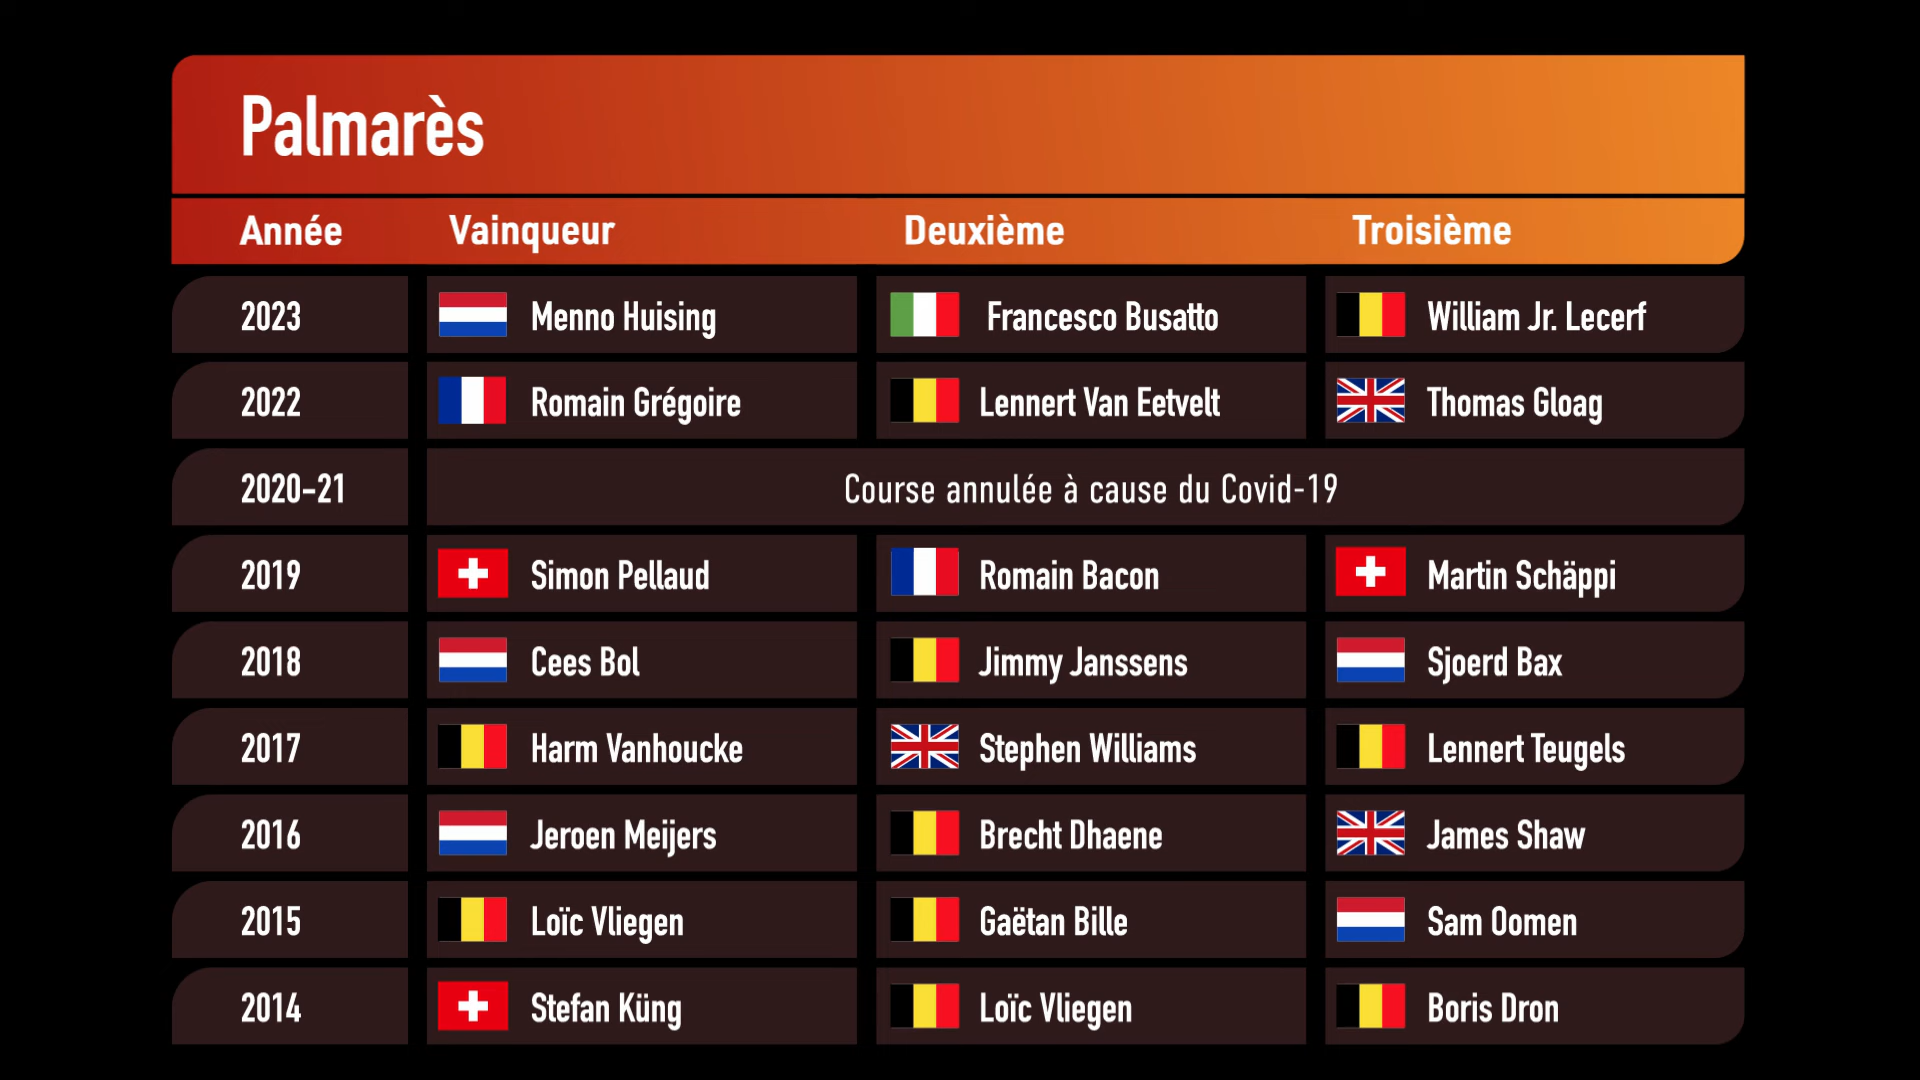 Palmarès
Année Vainqueur Deuxième Troisième
2023 Menno Huising Francesco Busatto William Jr. Lecerf
2022 Romain Grégoire Lennert Van Eetvelt Thomas Gloag
2020-21 Course annulée à cause du Covid-19
2019 Simon Pellaud Romain Bacon Martin Schäppi
2018 Cees Bol Jimmy Janssens Sjoerd Bax
2017 Harm Vanhoucke Stephen Williams Lennert Teugels
2016 Jeroen Meijers Brecht Dhaene James Shaw
2015 Loïc Vliegen Gaëtan Bille Sam Oomen
2014 Stefan Küng Loïc Vliegen Boris Dron